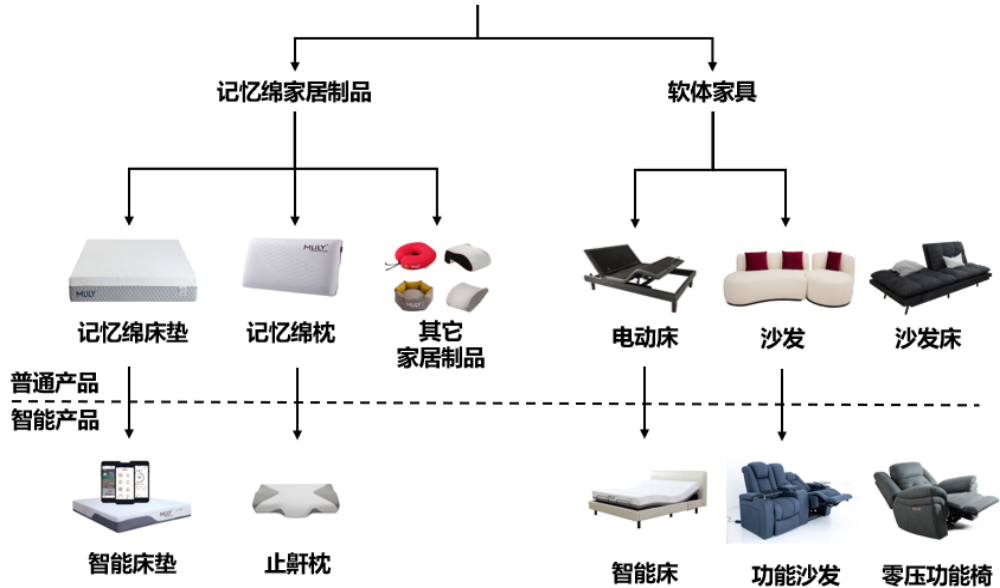 记忆绵家居制品
软体家具
MLILY
MLILY
记忆绵床垫
记忆绵枕
其它
家居制品
电动床
沙发
沙发床
普通产品
智能产品
MLILY
智能床垫
止鼾枕
智能床
功能沙发
零压功能椅